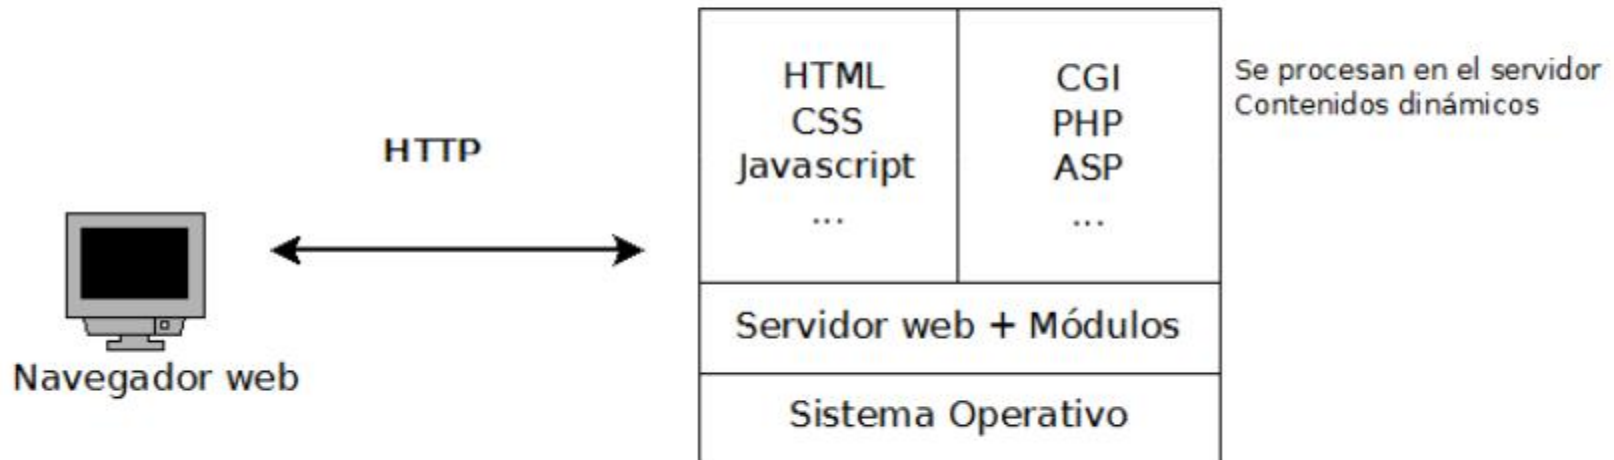 HTTP
Navegador web
HTML
CSS
Javascript
...
CGI
PHP
ASP
...
Se procesan en el servidor
Contenidos dinámicos
Servidor web + Módulos
Sistema Operativo